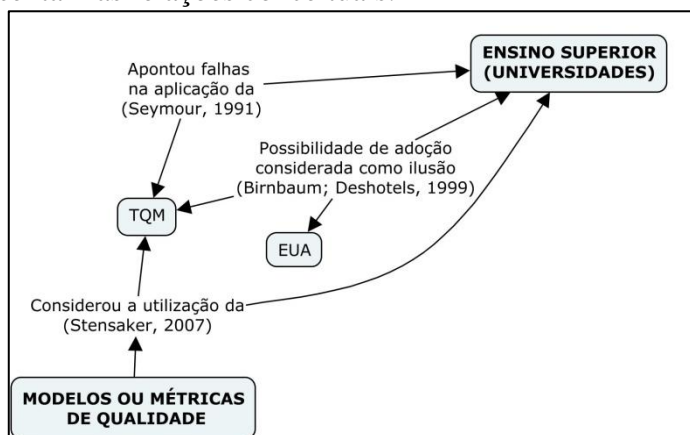 ENSINO SUPERIOR
(UNIVERSIDADES)
Apontou falhas
na aplicação da
(Seymour, 1991)
Possibilidade de adoção
considerada como ilusão
(Birnbaum; Deshotels, 1999)
TQM
EUA
Considerou a utilização da
(Stensaker, 2007)
MODELOS OU MÉTRICAS
DE QUALIDADE